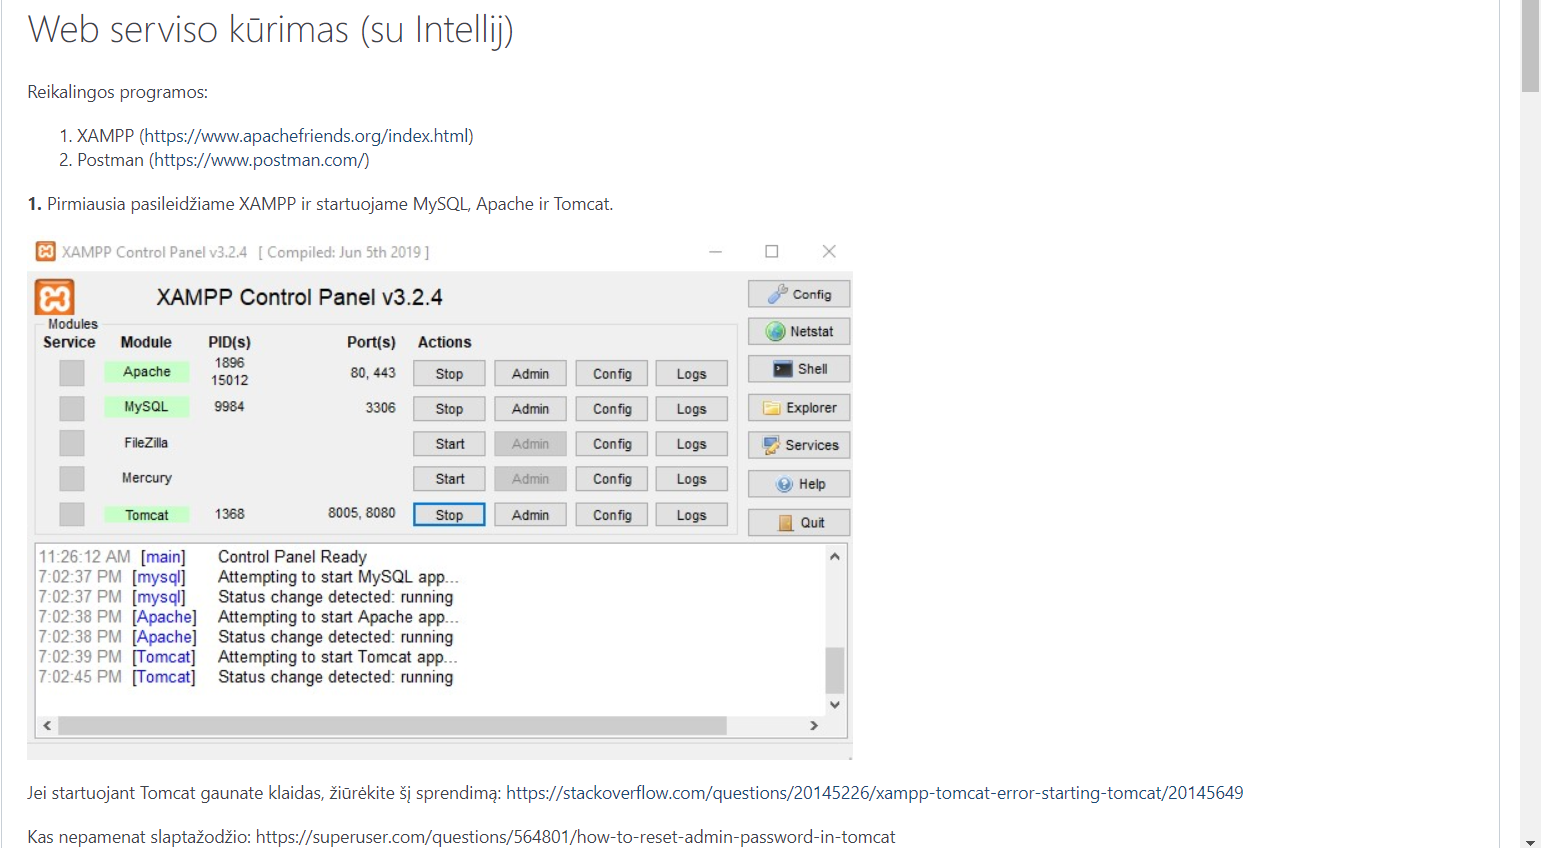 Web serviso kūrimas (su Intellij)
Reikalingos programos:
1. XAMPP (https://www.apachefriends.org/index.html)
2. Postman (https://www.postman.com/)
1. Pirmiausia pasileidžiame XAMPP ir startuojame MySQL, Apache ir Tomcat.
XAMPP Control Panel v3.2.4 [ Compiled: Jun 5th 2019 ]
XAMPP Control Panel v3.2.4
Config
Modules
Service Module PID(s) Port(s) Actions
Netstat
Apache 1896 15012 80, 443 Stop Admin Config Logs
Shell
MySQL 9984 3306 Stop Admin Config Logs
Explorer
FileZilla Start Admin Config Logs
Services
Mercury Start Admin Config Logs
Help
Tomcat 1368 8005, 8080 Stop Admin Config Logs
Quit
11:26:12 AM [main] Control Panel Ready
7:02:37 PM [mysql] Attempting to start MySQL app...
7:02:37 PM [mysql] Status change detected: running
7:02:38 PM [Apache] Attempting to start Apache app...
7:02:38 PM [Apache] Status change detected: running
7:02:39 PM [Tomcat] Attempting to start Tomcat app...
7:02:45 PM [Tomcat] Status change detected: running
Jei startuojant Tomcat gaunate klaidas, žiūrėkite šį sprendimą: https://stackoverflow.com/questions/20145226/xampp-tomcat-error-starting-tomcat/20145649
Kas nepamenat slaptažodžio: https://superuser.com/questions/564801/how-to-reset-admin-password-in-tomcat